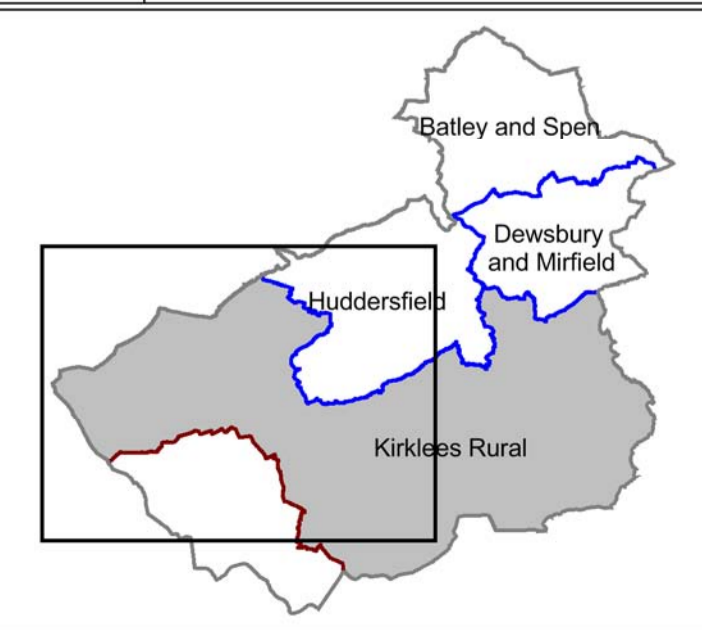 Batley and Spen
Dewsbury
and Mirfield
Huddersfield
Kirklees Rural